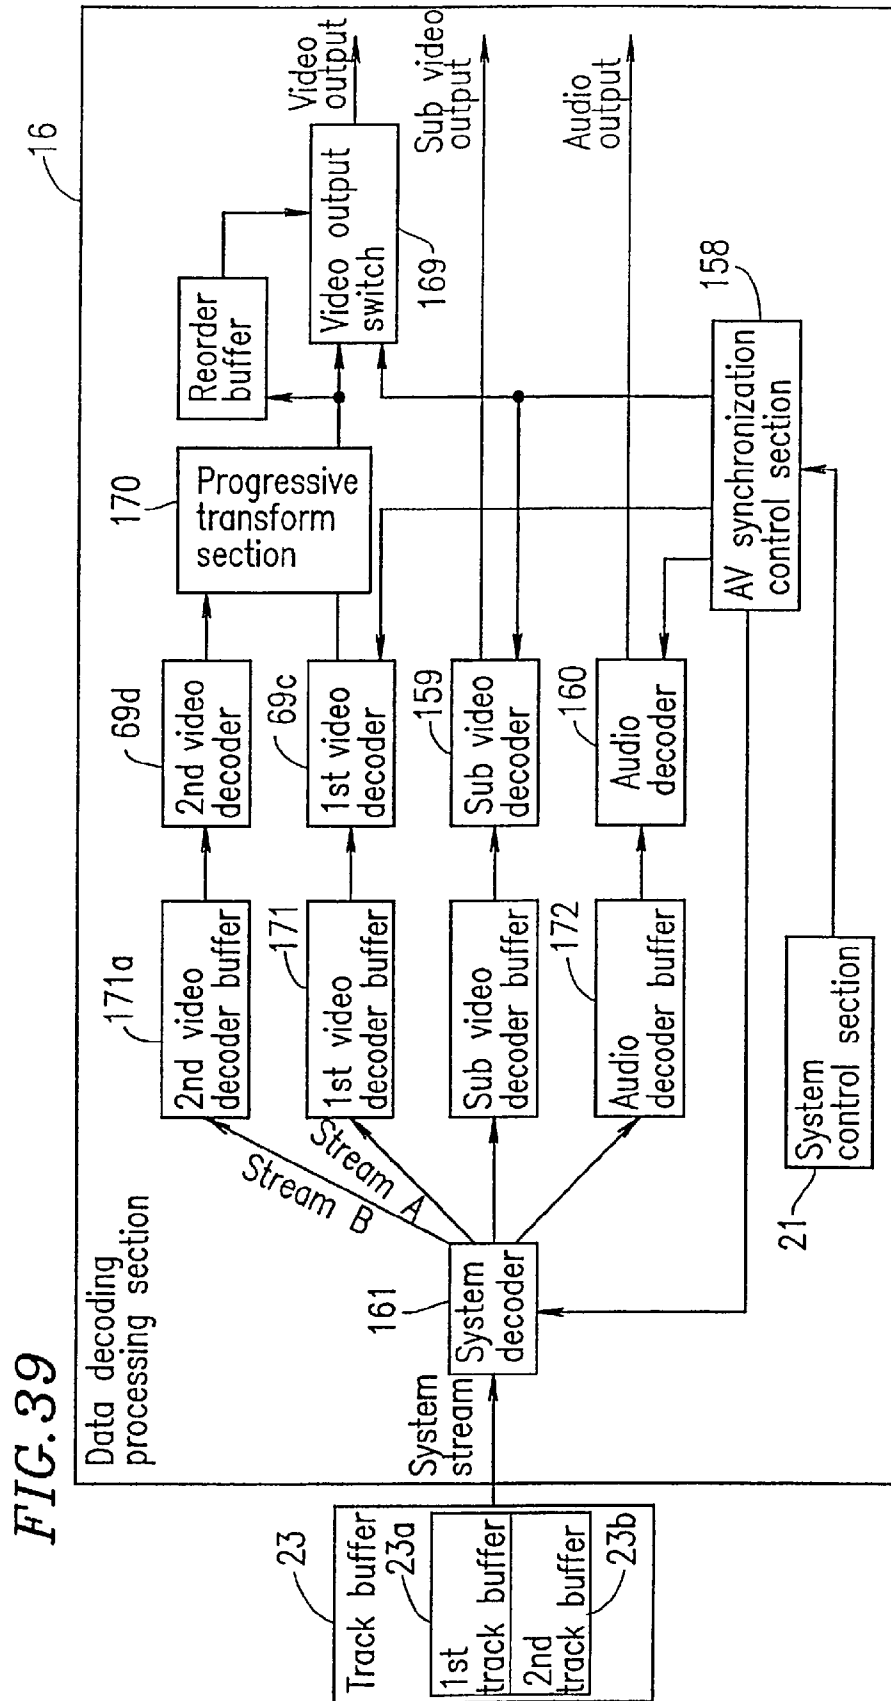 FIG.39
23
Track buffer
23a
1st
track buffer
2nd
track buffer
23b
16
Data decoding
processing section
System
stream
161
System
decoder
Stream B
Stream A
171a
2nd video
decoder buffer
171
1st video
decoder buffer
Sub video
decoder buffer
172
Audio decoder buffer
69d
2nd video
decoder
69c
1st video
decoder
159
Sub video
decoder
160
Audio decoder
170
Progressive
transform
section
Reorder
buffer
Video output
switch
169
Video
output
Sub video
output
Audio
output
158
AV synchronization
control section
21
System
control section